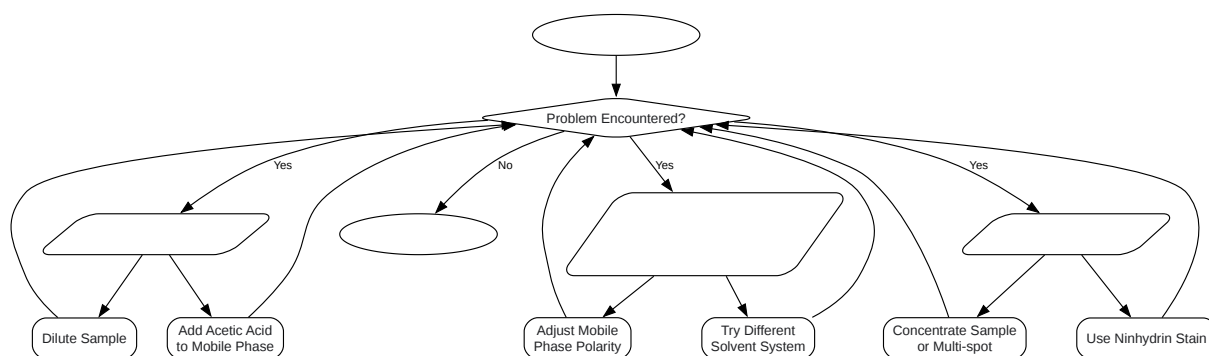 Problem Encountered?
Yes
No
Yes
Yes
Dilute Sample
Add Acetic Acid
to Mobile Phase
Adjust Mobile
Phase Polarity
Try Different
Solvent System
Concentrate Sample
or Multi-spot
Use Ninhydrin Stain